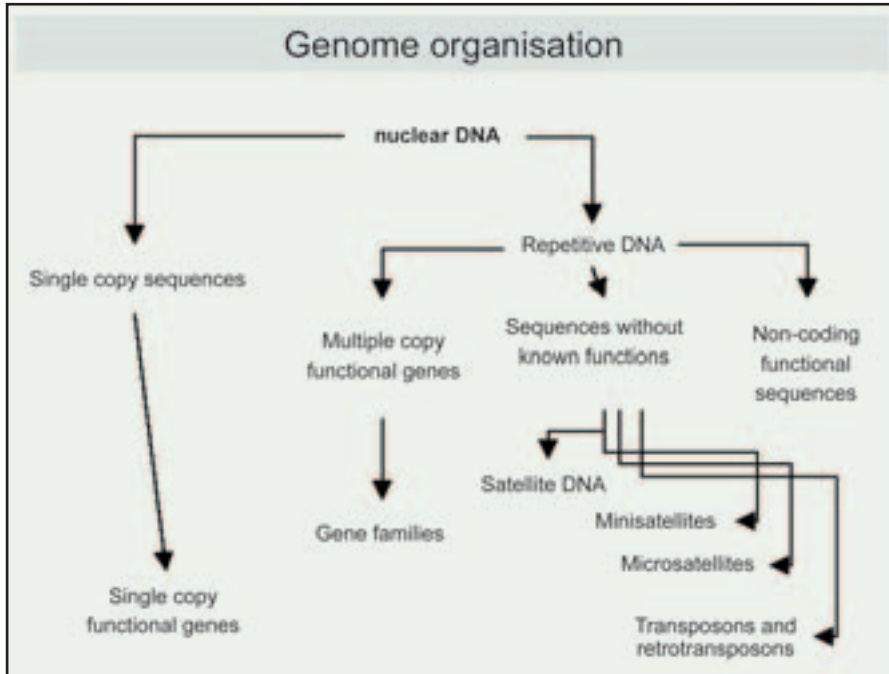 Genome organisation
nuclear DNA
Repetitive DNA
Single copy sequences
Multiple copy
functional genes
Sequences without
known functions
Non-coding
functional
sequences
Satellite DNA
Minisatellites
Gene families
Microsatellites
Single copy
functional genes
Transposons and
retrotransposons